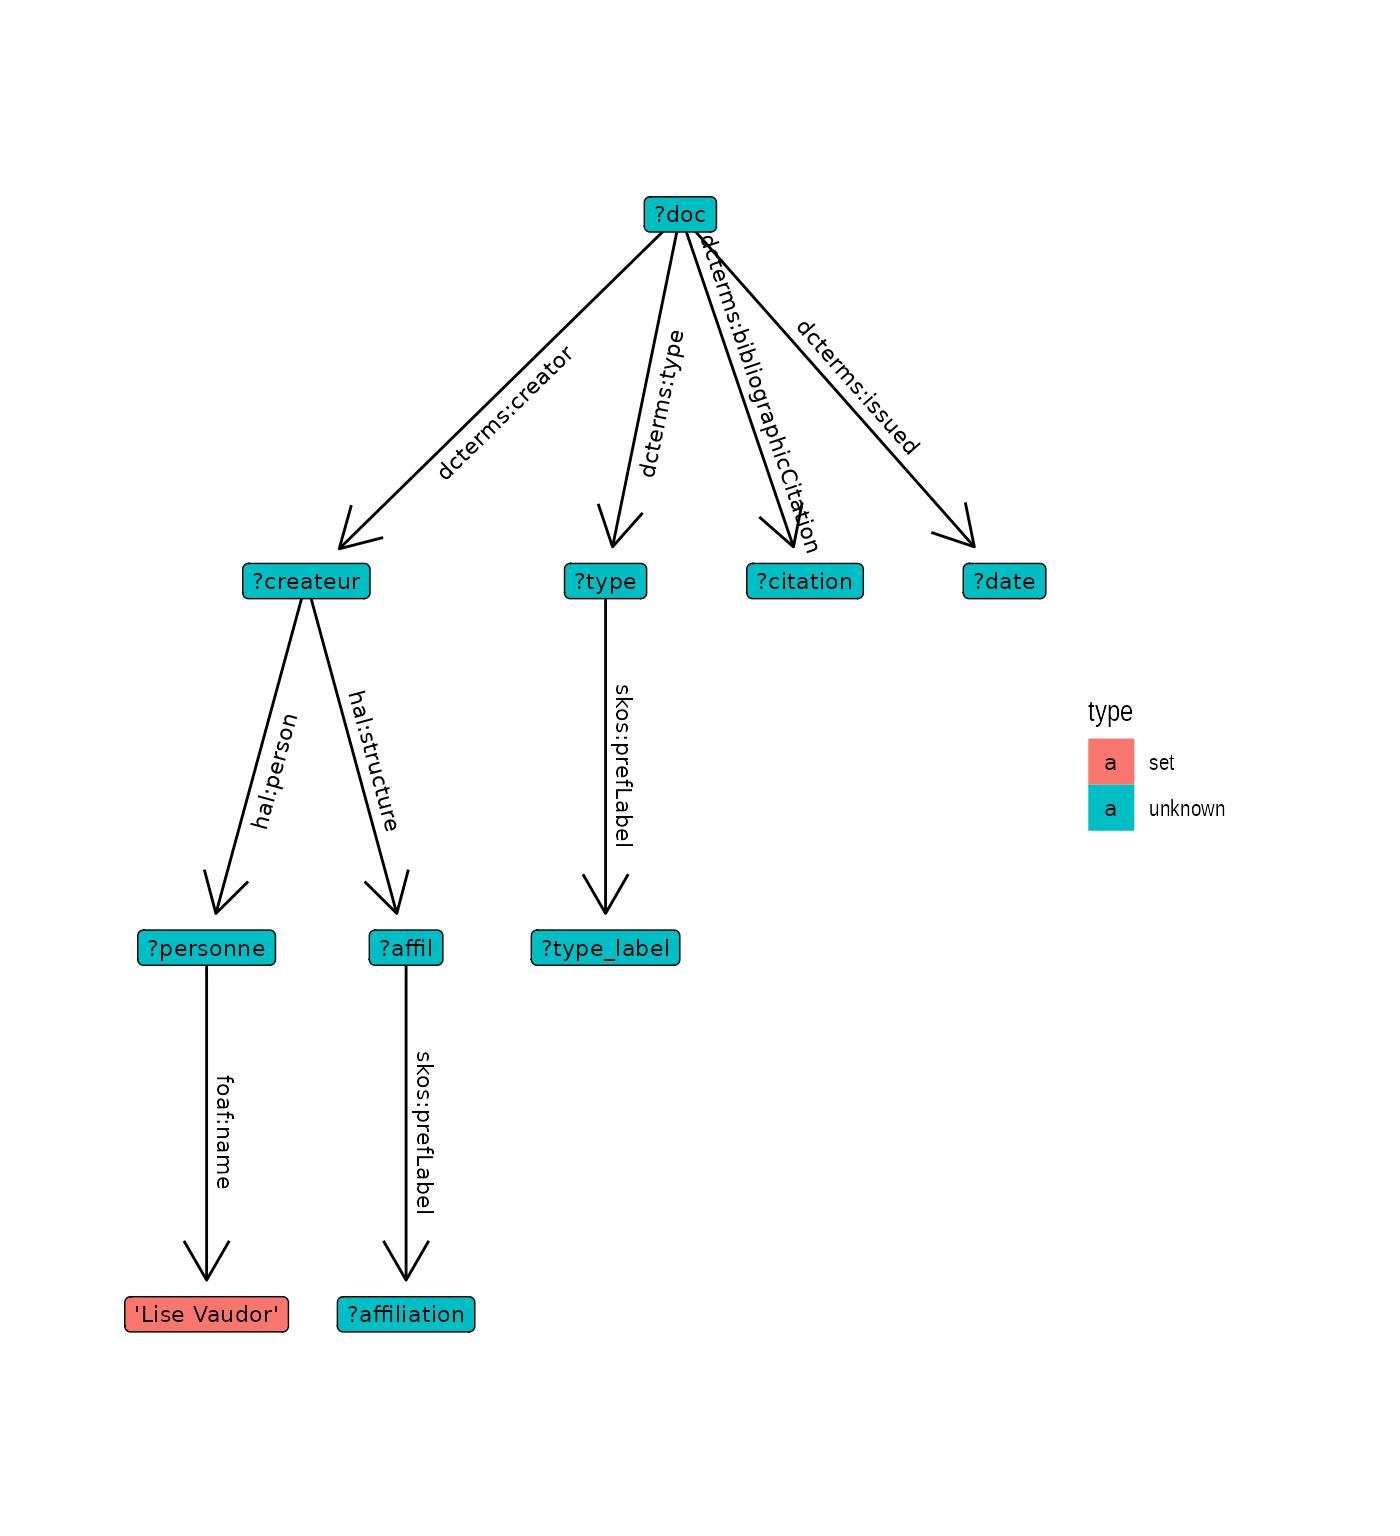 ?doc
dcterms:creator
dcterms:type
dcterms:bibliographicCitation
dcterms:issued
?createur
?type
?citation
?date
hal:person
hal:structure
skos:prefLabel
type
a set
a unknown
?personne
?affil
?type_label
foaf:name
skos:prefLabel
'Lise Vaudor'
?affiliation